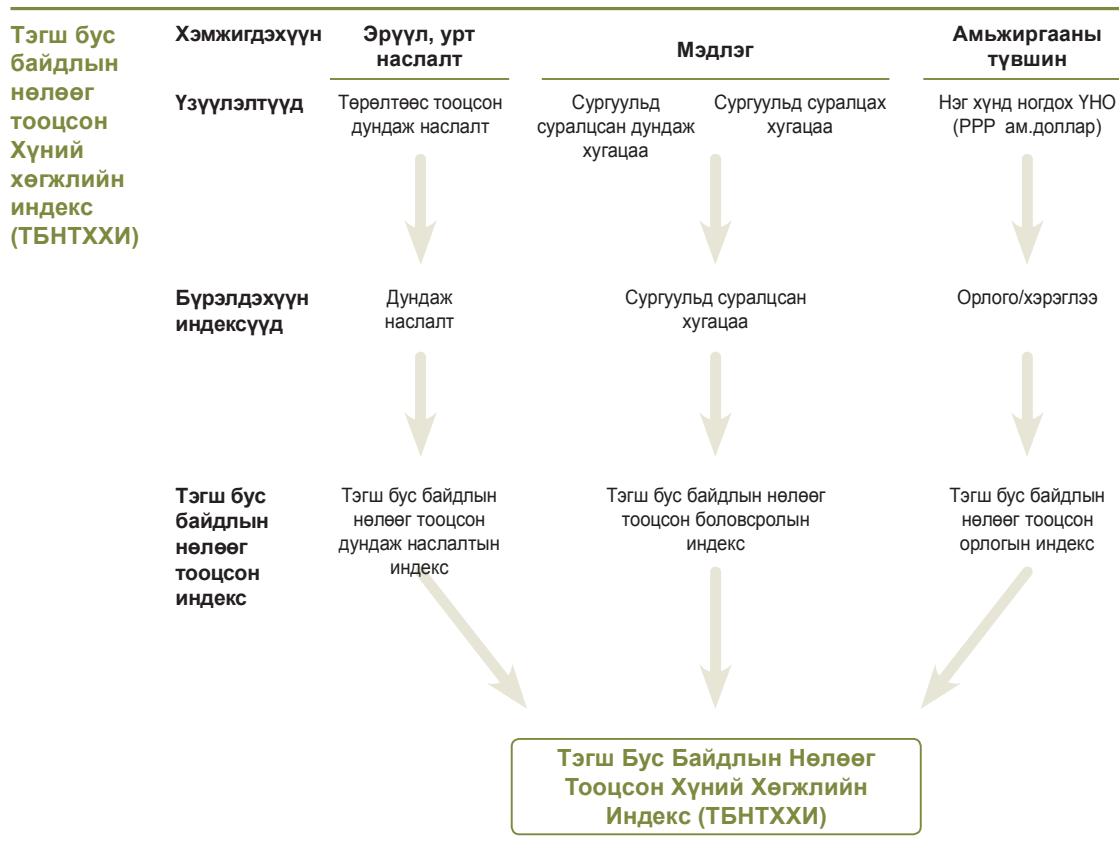 Тэгш бус
байдлын
нөлөөг
тооцсон
Хүний
хөгжлийн
индекс
(ТБНТХХИ)
Хэмжигдэхүүн
Эрүүл, урт
наслалт
Мэдлэг
Амьжиргааны
түвшин
Үзүүлэлтүүд
Төрөлтөөс тооцсон
дундаж наслалт
Сургуульд
суралцсан дундаж
хугацаа
Сургуульд суралцах
хугацаа
Нэг хүнд ногдох ҮНО
(PPP ам.доллар)
Бүрэлдэхүүн
индексүүд
Дундаж
наслалт
Сургуульд суралцсан
хугацаа
Орлого/хэрэглээ
Тэгш бус
байдлын
нөлөөг
тооцсон
индекс
Тэгш бус байдлын
нөлөөг тооцсон
дундаж наслалтын
индекс
Тэгш бус байдлын нөлөөг
тооцсон боловсролын
индекс
Тэгш бус байдлын
нөлөөг тооцсон
орлогын индекс
Тэгш Бус Байдлын Нөлөөг
Тооцсон Хүний Хөгжлийн
Индекс (ТБНТХХИ)